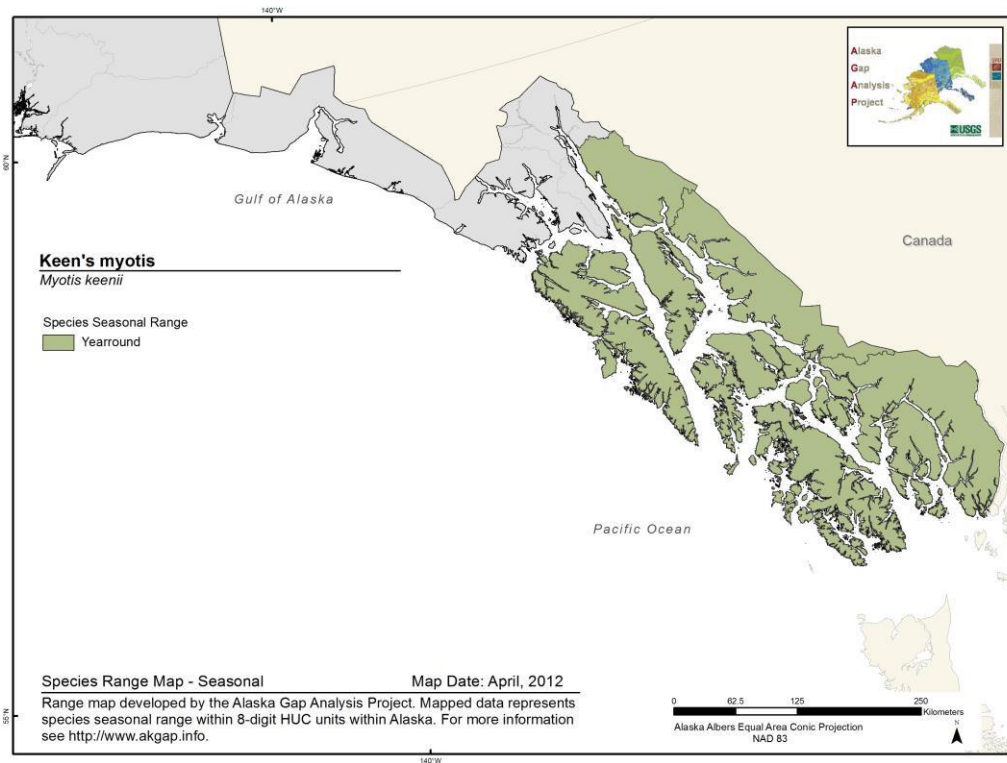 140°W
Alaska
Gap
Analysis
Project
USGS
60°N
Gulf of Alaska
Canada
Keen's myotis
Myotis keenii
Species Seasonal Range
Yearround
Pacific Ocean
Species Range Map - Seasonal Map Date: April, 2012
Range map developed by the Alaska Gap Analysis Project. Mapped data represents
species seasonal range within 8-digit HUC units within Alaska. For more information
see http://www.akgap.info.
0 62.5 125 250
Kilometers
Alaska Albers Equal Area Conic Projection
NAD 83
N
55°N
140°W